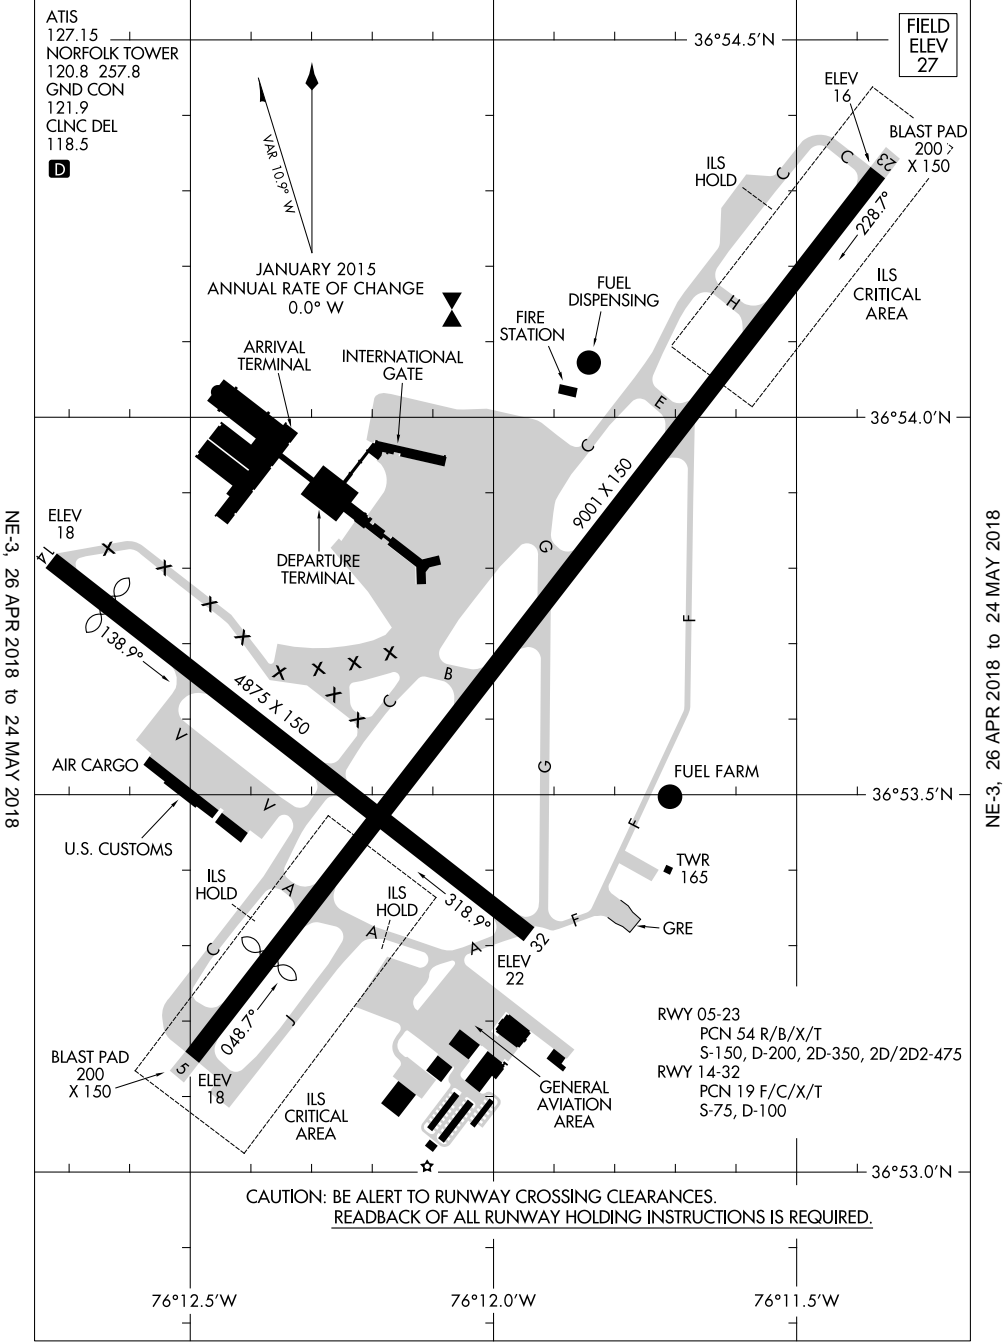 ATIS
127.15
NORFOLK TOWER
120.8 257.8
GND CON
121.9
CLNC DEL
118.5
D
36°54.5'N
FIELD
ELEV
27
VAR 10.9° W
JANUARY 2015
ANNUAL RATE OF CHANGE
0.0° W
ELEV
16
BLAST PAD
200
X 150
23
228.7°
ILS
HOLD
C
C
ILS
CRITICAL
AREA
H
FUEL
DISPENSING
FIRE
STATION
ARRIVAL
TERMINAL
INTERNATIONAL
GATE
E
36°54.0'N
C
9001 X 150
ELEV
18
14
DEPARTURE
TERMINAL
G
X
X
X
X
X
X
X
X
X
X
138.9°
F
B
C
4875 X 150
V
AIR CARGO
G
FUEL FARM
36°53.5'N
V
U.S. CUSTOMS
F
TWR
165
ILS
HOLD
A
ILS
HOLD
318.9°
A
A
F
GRE
C
32
ELEV
22
048.7°
J
RWY 05-23
PCN 54 R/B/X/T
S-150, D-200, 2D-350, 2D/2D2-475
RWY 14-32
PCN 19 F/C/X/T
S-75, D-100
BLAST PAD
200
X 150
5
ELEV
18
ILS
CRITICAL
AREA
GENERAL
AVIATION
AREA
36°53.0'N
CAUTION: BE ALERT TO RUNWAY CROSSING CLEARANCES.
READBACK OF ALL RUNWAY HOLDING INSTRUCTIONS IS REQUIRED.
76°12.5'W
76°12.0'W
76°11.5'W
NE-3, 26 APR 2018 to 24 MAY 2018
NE-3, 26 APR 2018 to 24 MAY 2018